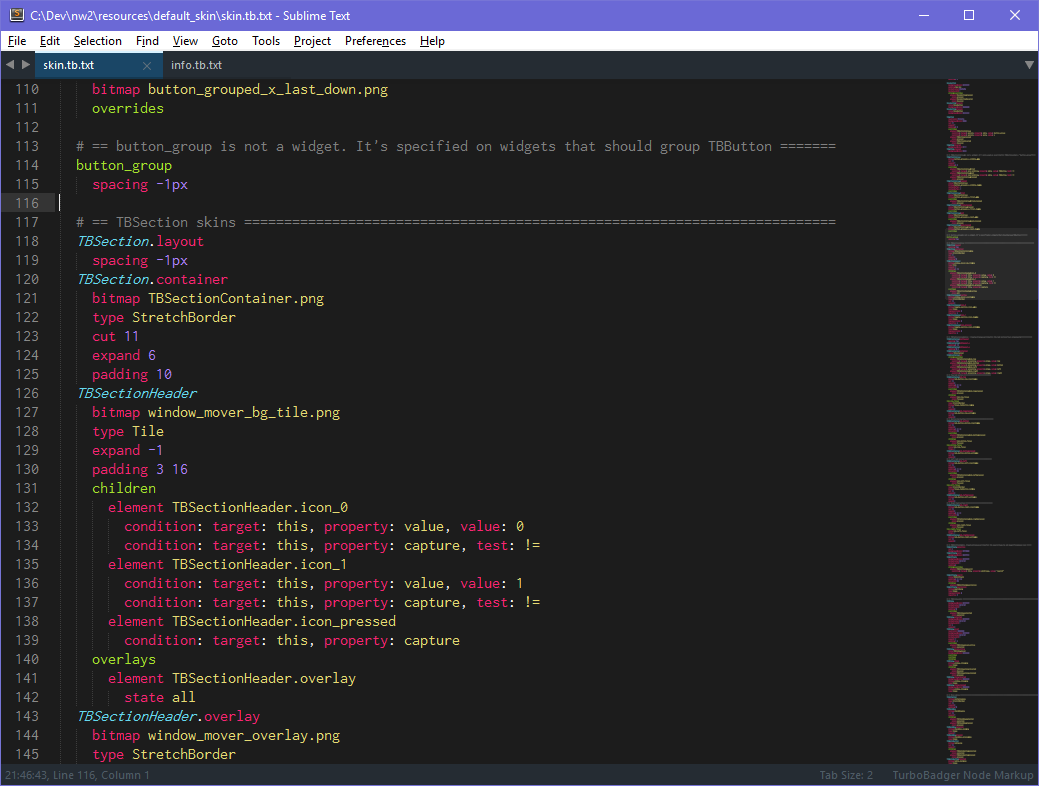 C:\Dev\nw2\resources\default_skin\skin.tb.txt - Sublime Text
File Edit Selection Find View Goto Tools Project Preferences Help
skin.tb.txt info.tb.txt
110 bitmap button_grouped_x_last_down.png
111 overrides
112
113 # == button_group is not a widget. It's specified on widgets that should group TBButton =======
114 button_group
115 spacing -1px
116
117 # == TBSection skins ==========================================================================
118 TBSection.layout
119 spacing -1px
120 TBSection.container
121 bitmap TBSectionContainer.png
122 type StretchBorder
123 cut 11
124 expand 6
125 padding 10
126 TBSectionHeader
127 bitmap window_mover_bg_tile.png
128 type Tile
129 expand -1
130 padding 3 16
131 children
132 element TBSectionHeader.icon_0
133 condition: target: this, property: value, value: 0
134 condition: target: this, property: capture, test: !=
135 element TBSectionHeader.icon_1
136 condition: target: this, property: value, value: 1
137 condition: target: this, property: capture, test: !=
138 element TBSectionHeader.icon_pressed
139 condition: target: this, property: capture
140 overlays
141 element TBSectionHeader.overlay
142 state all
143 TBSectionHeader.overlay
144 bitmap window_mover_overlay.png
145 type StretchBorder
21:46:43, Line 116, Column 1 Tab Size: 2 TurboBadger Node Markup